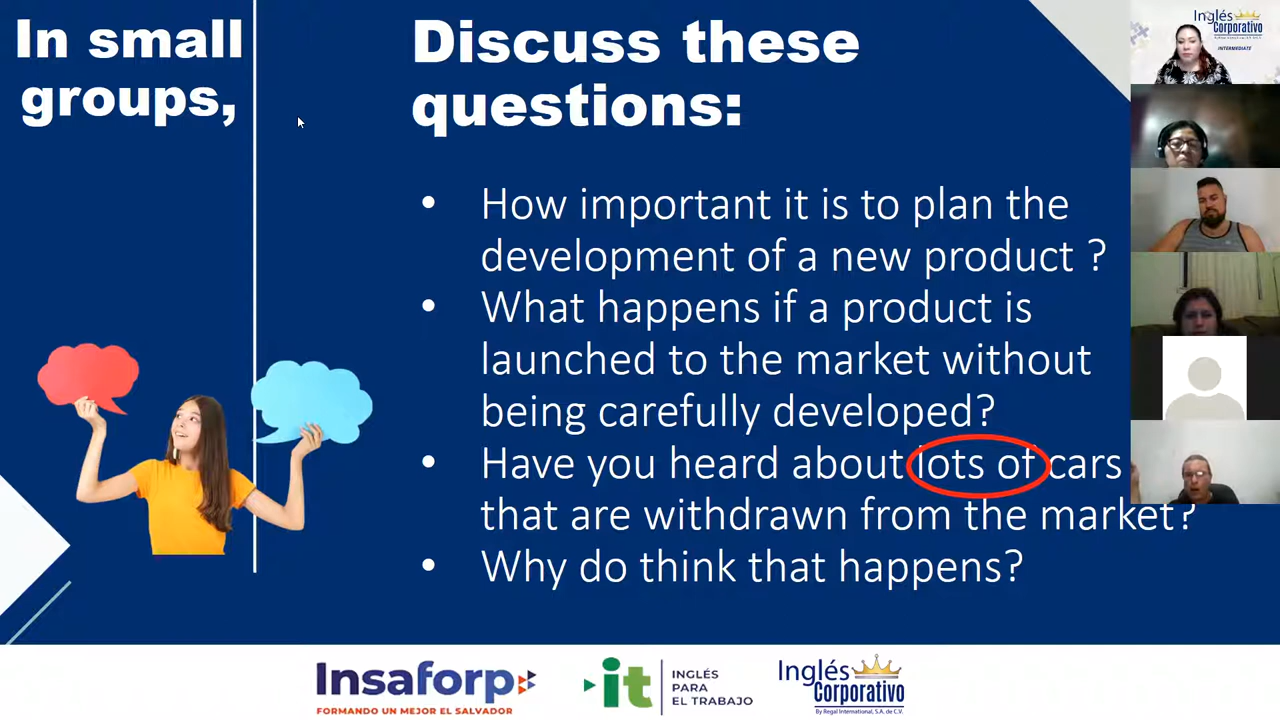 In small
groups,
Discuss these
questions:
• How important it is to plan the
development of a new product ?
• What happens if a product is
launched to the market without
being carefully developed?
• Have you heard about lots of cars
that are withdrawn from the market?
• Why do think that happens?
Inglés
Corporativo
INTERMEDIATE
Insaforp
FORMANDO UN MEJOR EL SALVADOR
it
INGLÉS
PARA
EL TRABAJO
Inglés
Corporativo
By Regal International, S.A. de C.V.